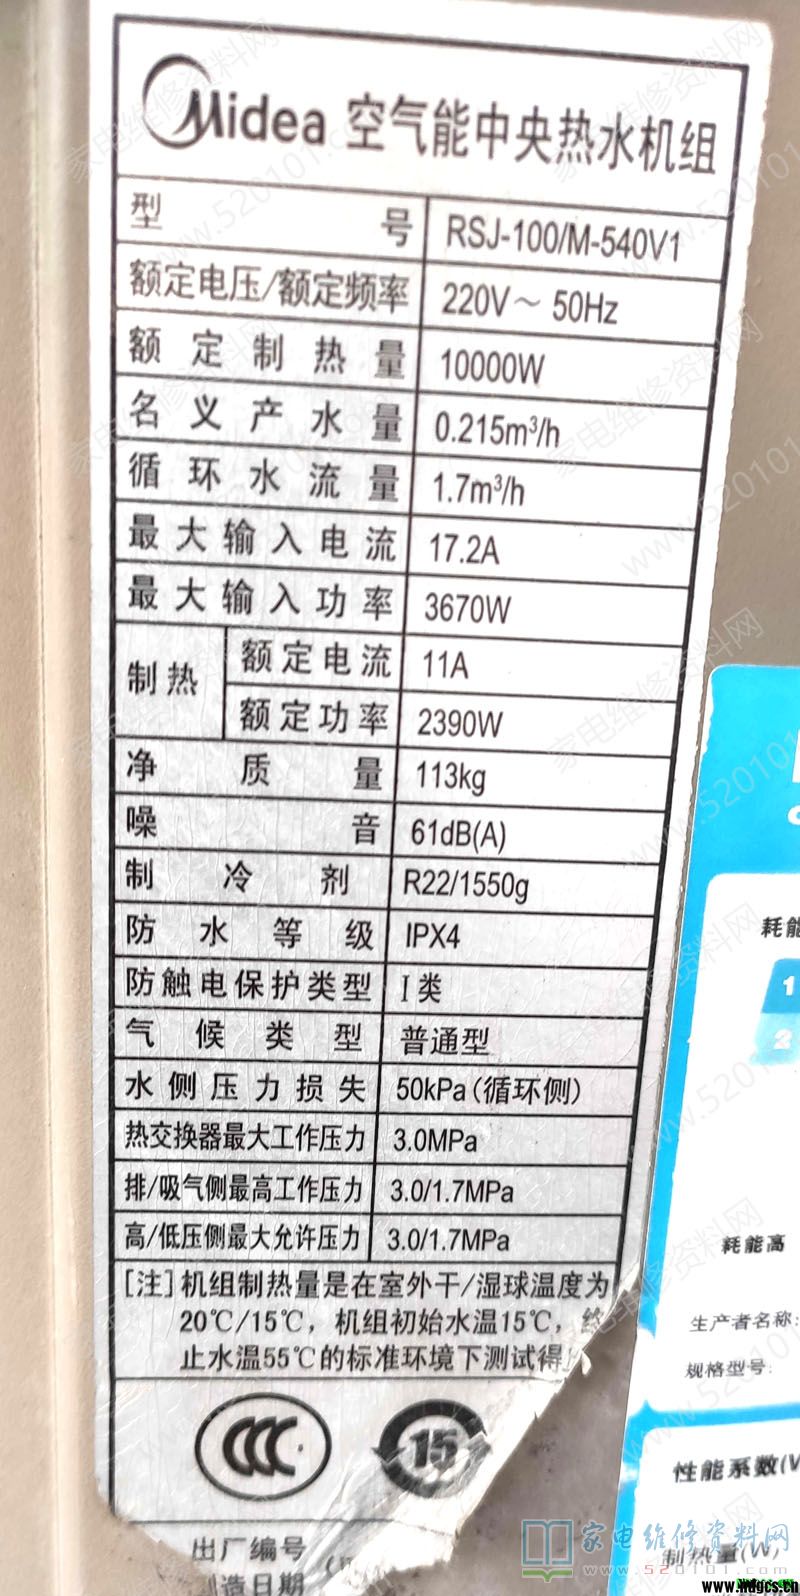 Midea 空气能中央热水机组
型号 RSJ-100/M-540V1
额定电压/额定频率 220V～ 50Hz
额定制热量 10000W
名义产水量 0.215m³/h
循环水流量 1.7m³/h
最大输入电流 17.2A
最大输入功率 3670W
制热 额定电流 11A
额定功率 2390W
净质量 113kg
噪音 61dB(A)
制冷剂 R22/1550g
防水等级 IPX4
防触电保护类型 I类
气候类型 普通型
水侧压力损失 50kPa(循环侧)
热交换器最大工作压力 3.0MPa
排/吸气侧最高工作压力 3.0/1.7MPa
高/低压侧最大允许压力 3.0/1.7MPa
[注]机组制热量是在室外干/湿球温度为
20℃/15℃，机组初始水温15℃，终
止水温55℃的标准环境下测试得
CCC
15
出厂编号
造日期
耗能
1
2
耗能高
生产者名称:
规格型号:
性能系数(W
制热量(W)
家电维修资料网
www.520101.com